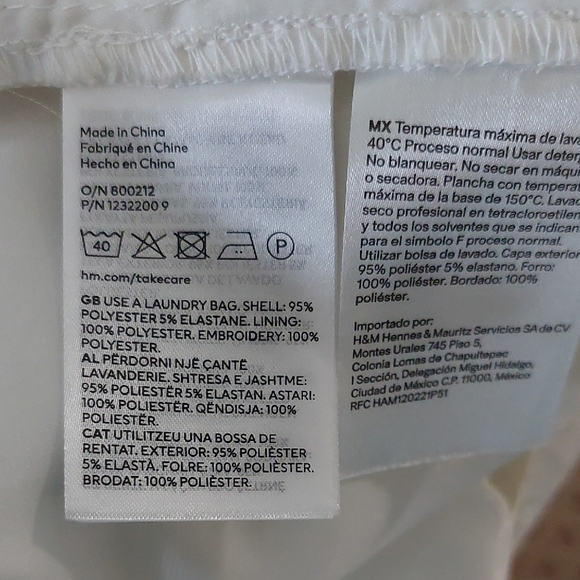 Made in China
Fabriqué en Chine
Hecho en China
O/N 800212
P/N 1232200 9
40
P
hm.com/takecare
GB USE A LAUNDRY BAG. SHELL: 95%
POLYESTER 5% ELASTANE. LINING:
100% POLYESTER. EMBROIDERY: 100%
POLYESTER.
AL PËRDORNI NJË ÇANTË
LAVANDERIE. SHTRESA E JASHTME:
95% POLIESTËR 5% ELASTAN. ASTARI:
100% POLIESTËR. QËNDISJA: 100%
POLIESTËR.
CAT UTILITZEU UNA BOSSA DE
RENTAT. EXTERIOR: 95% POLIÈSTER
5% ELASTÀ. FOLRE: 100% POLIÈSTER.
BRODAT: 100% POLIÈSTER.
MX Temperatura máxima de lava
40°C Proceso normal Usar deter
No blanquear. No secar en máqui
o secadora. Plancha con tempera
máxima de la base de 150°C. Lavad
seco profesional en tetracloroetilen
y todos los solventes que se indican
para el simbolo F proceso normal.
Utilizar bolsa de lavado. Capa exterior
95% poliéster 5% elastano. Forro:
100% poliéster. Bordado: 100%
poliéster.
Importado por:
H&M Hennes & Mauritz Servicios SA de CV
Montes Urales 745 Piso 5,
Colonia Lomas de Chapultepec
I Sección, Delegación Miguel Hidalgo,
Ciudad de México C.P. 11000, México
RFC HAM120221P51